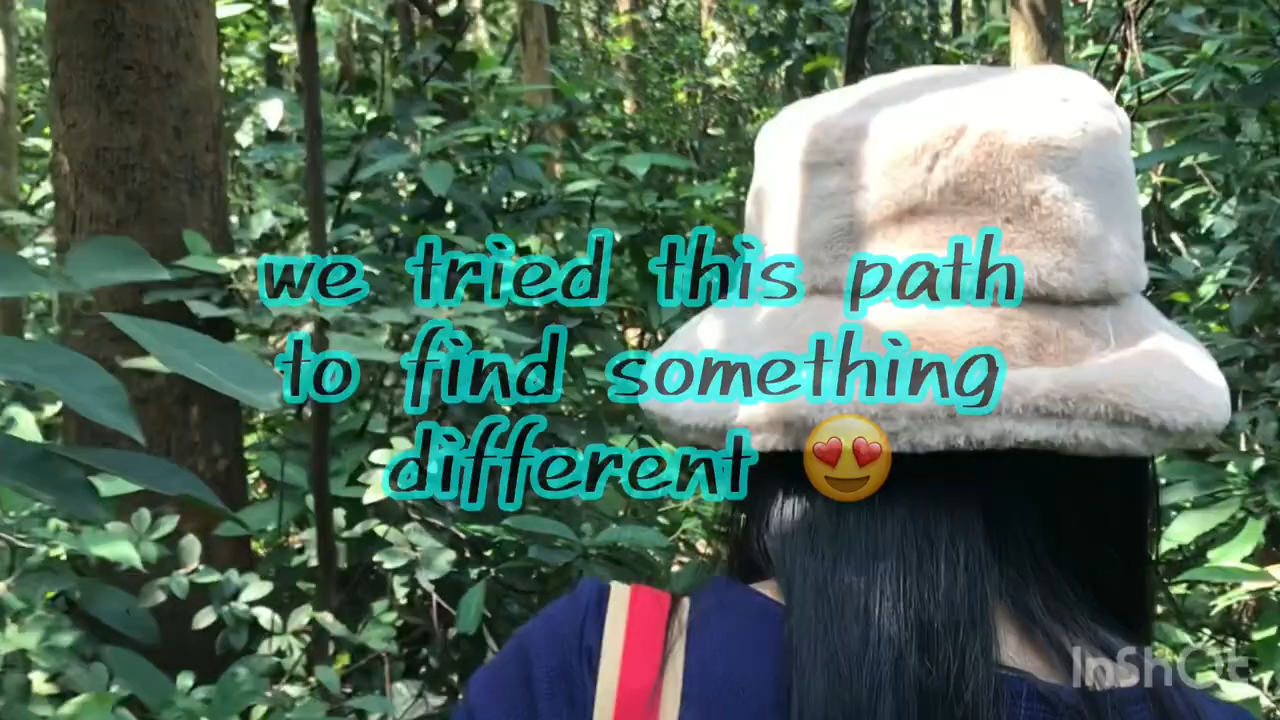 we tried this path
to find something
different 😍
InShOt